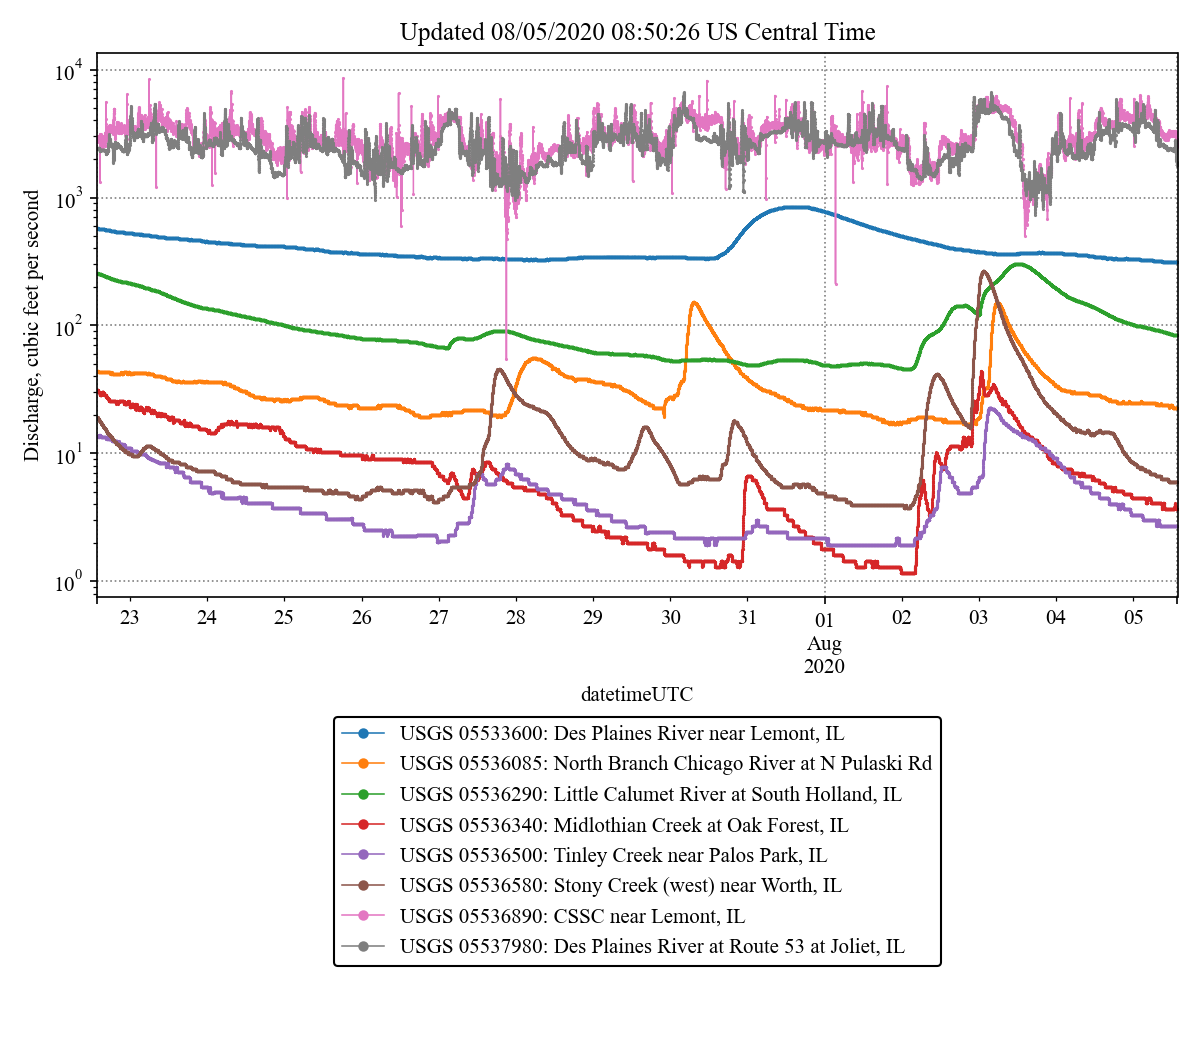 Updated 08/05/2020 08:50:26 US Central Time
Discharge, cubic feet per second
10^4
10^3
10^2
10^1
10^0
23 24 25 26 27 28 29 30 31 01 02 03 04 05
Aug
2020
datetimeUTC
USGS 05533600: Des Plaines River near Lemont, IL
USGS 05536085: North Branch Chicago River at N Pulaski Rd
USGS 05536290: Little Calumet River at South Holland, IL
USGS 05536340: Midlothian Creek at Oak Forest, IL
USGS 05536500: Tinley Creek near Palos Park, IL
USGS 05536580: Stony Creek (west) near Worth, IL
USGS 05536890: CSSC near Lemont, IL
USGS 05537980: Des Plaines River at Route 53 at Joliet, IL